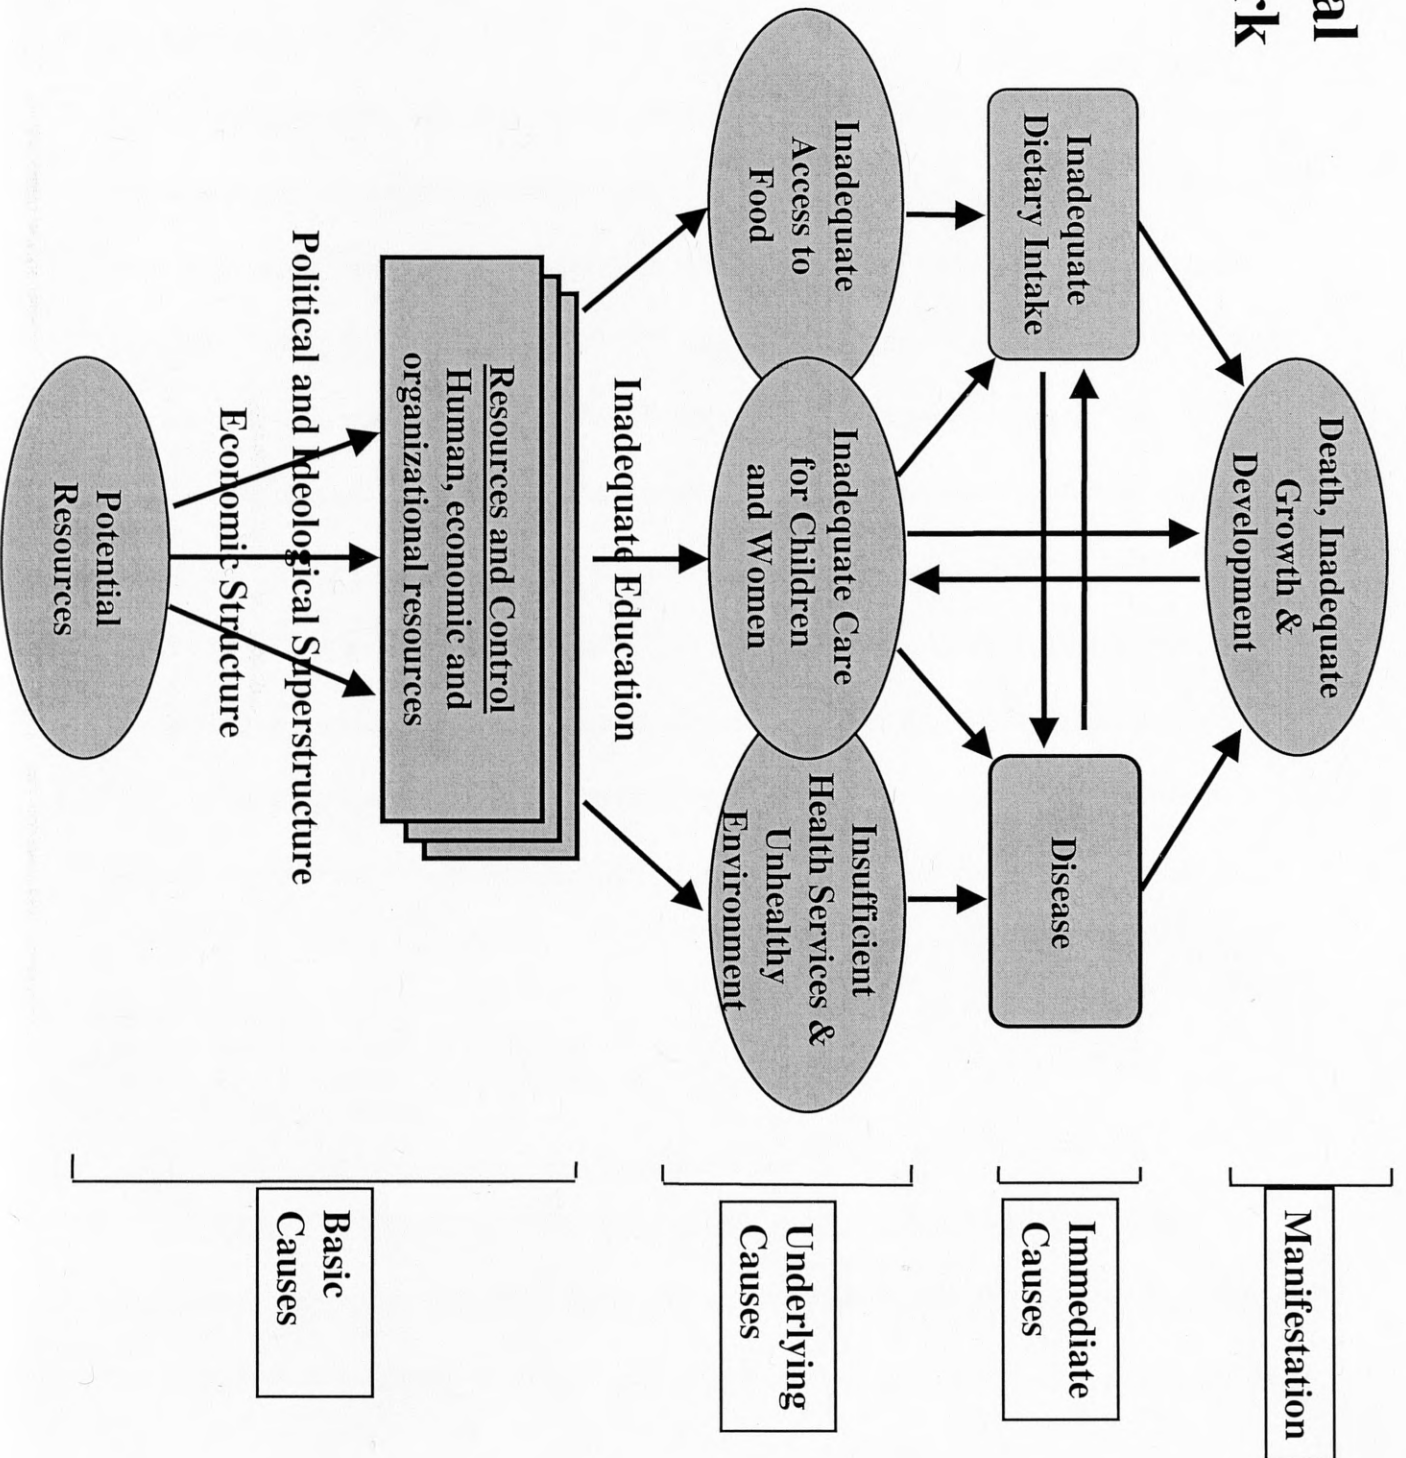 al
rk
Death, Inadequate
Growth &
Development
Manifestation
Inadequate
Dietary Intake
Disease
Immediate
Causes
Inadequate
Access to
Food
Inadequate Care
for Children
and Women
Insufficient
Health Services &
Unhealthy
Environment
Underlying
Causes
Inadequate Education
Resources and Control
Human, economic and
organizational resources
Political and Ideological Superstructure
Economic Structure
Potential
Resources
Basic
Causes